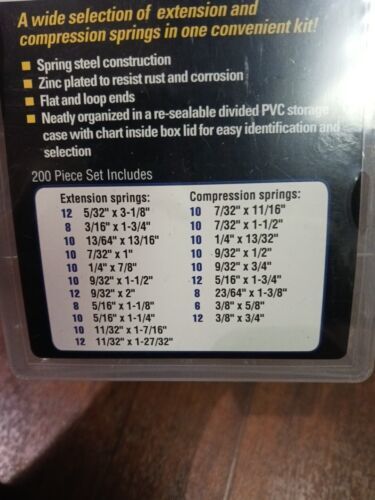 A wide selection of extension and
compression springs in one convenient kit!
Spring steel construction
Zinc plated to resist rust and corrosion
Flat and loop ends
Neatly organized in a re-sealable divided PVC storage
case with chart inside box lid for easy identification and
selection
200 Piece Set Includes
Extension springs:
12 5/32" x 3-1/8"
8 3/16" x 1-3/4"
10 13/64" x 13/16"
10 7/32" x 1"
10 1/4" x 7/8"
10 9/32" x 1-1/2"
12 9/32" x 2"
8 5/16" x 1-1/8"
10 5/16" x 1-1/4"
10 11/32" x 1-7/16"
12 11/32" x 1-27/32"
Compression springs:
10 7/32" x 11/16"
10 7/32" x 1-1/2"
10 1/4" x 13/32"
10 9/32" x 1/2"
10 9/32" x 3/4"
12 5/16" x 1-3/4"
8 23/64" x 1-3/8"
6 3/8" x 5/8"
12 3/8" x 3/4"